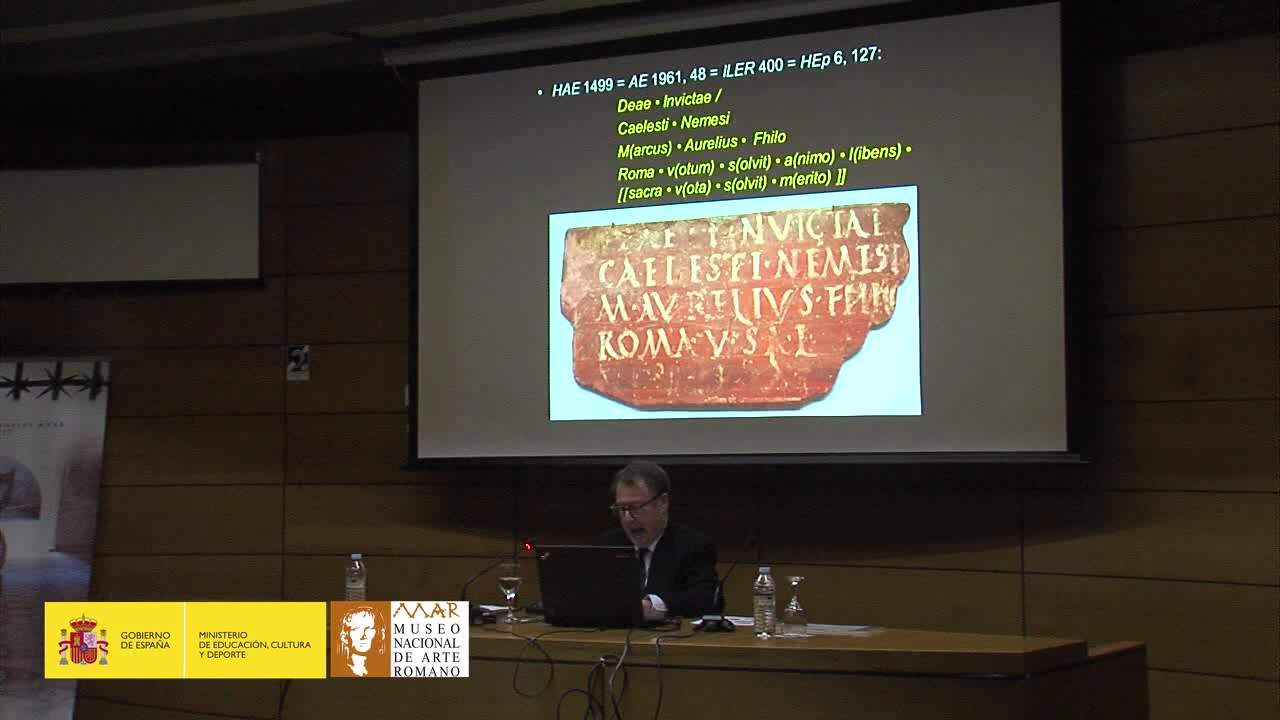 • HAE 1499 = AE 1961, 48 = ILER 400 = HEp 6, 127:
Deae • Invictae /
Caelesti • Nemesi
M(arcus) • Aurelius • Fhilo
Roma • v(otum) • s(olvit) • a(nimo) • l(ibens) •
[[sacra • v(ota) • s(olvit) • m(erito) ]]
INVICTAE
CAELESTI·NEMESI
M·AVRELIVS·FHILO
ROMA·V·S·A·L
GOBIERNO
DE ESPAÑA
MINISTERIO
DE EDUCACIÓN, CULTURA
Y DEPORTE
MAR
MUSEO
NACIONAL
DE ARTE
ROMANO